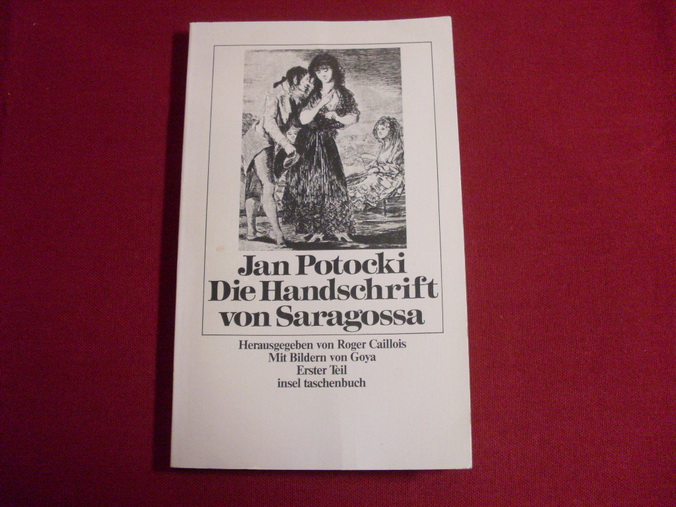 Jan Potocki
Die Handschrift
von Saragossa
Herausgegeben von Roger Caillois
Mit Bildern von Goya
Erster Teil
insel taschenbuch